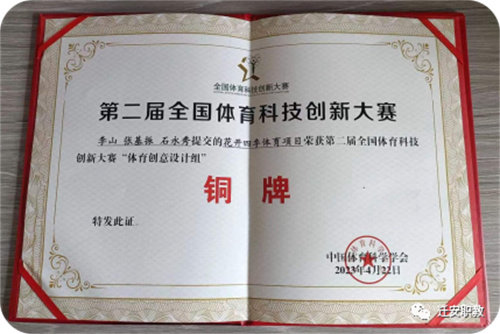 全国体育科技创新大赛
第二届全国体育科技创新大赛
李山 张基振 石水秀提交的花开四季体育项目荣获第二届全国体育科技
创新大赛“体育创意设计组”
铜牌
特发此证
中国体育科学学会
2023年4月22日
迁安职教